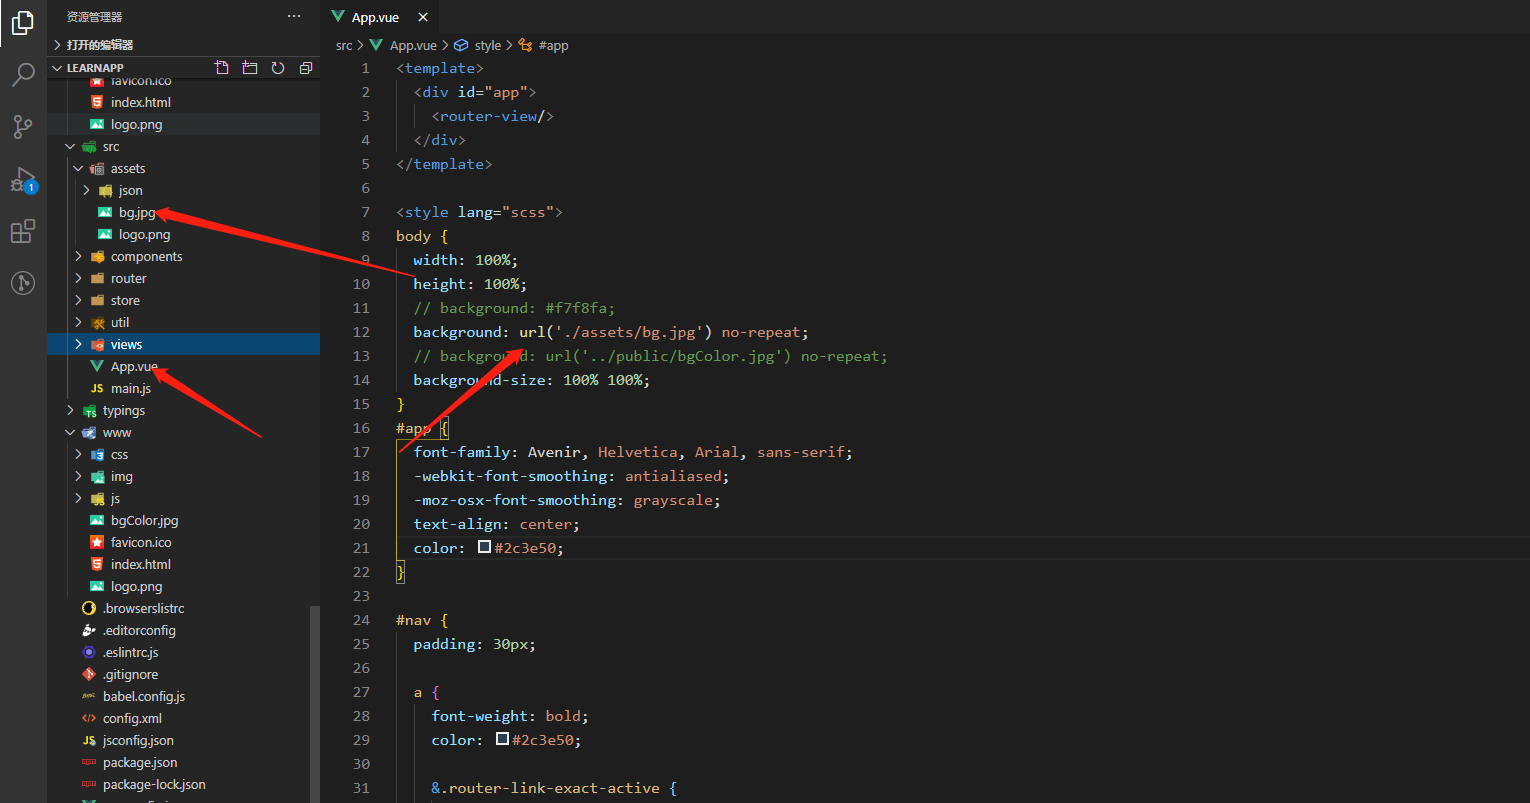 资源管理器
打开的编辑器
LEARNAPP
favicon.ico
index.html
logo.png
src
assets
json
bg.jpg
logo.png
components
router
store
util
views
App.vue
JS main.js
typings
www
css
img
js
bgColor.jpg
favicon.ico
index.html
logo.png
.browserslistrc
.editorconfig
.eslintrc.js
.gitignore
babel.config.js
config.xml
JS jsconfig.json
package.json
package-lock.json
1
App.vue
src > App.vue > style > #app
1 <template>
2 <div id="app">
3 <router-view/>
4 </div>
5 </template>
6
7 <style lang="scss">
8 body {
9 width: 100%;
10 height: 100%;
11 // background: #f7f8fa;
12 background: url('./assets/bg.jpg') no-repeat;
13 // background: url('../public/bgColor.jpg') no-repeat;
14 background-size: 100% 100%;
15 }
16 #app {
17 font-family: Avenir, Helvetica, Arial, sans-serif;
18 -webkit-font-smoothing: antialiased;
19 -moz-osx-font-smoothing: grayscale;
20 text-align: center;
21 color: #2c3e50;
22 }
23
24 #nav {
25 padding: 30px;
26
27 a {
28 font-weight: bold;
29 color: #2c3e50;
30
31 &.router-link-exact-active {